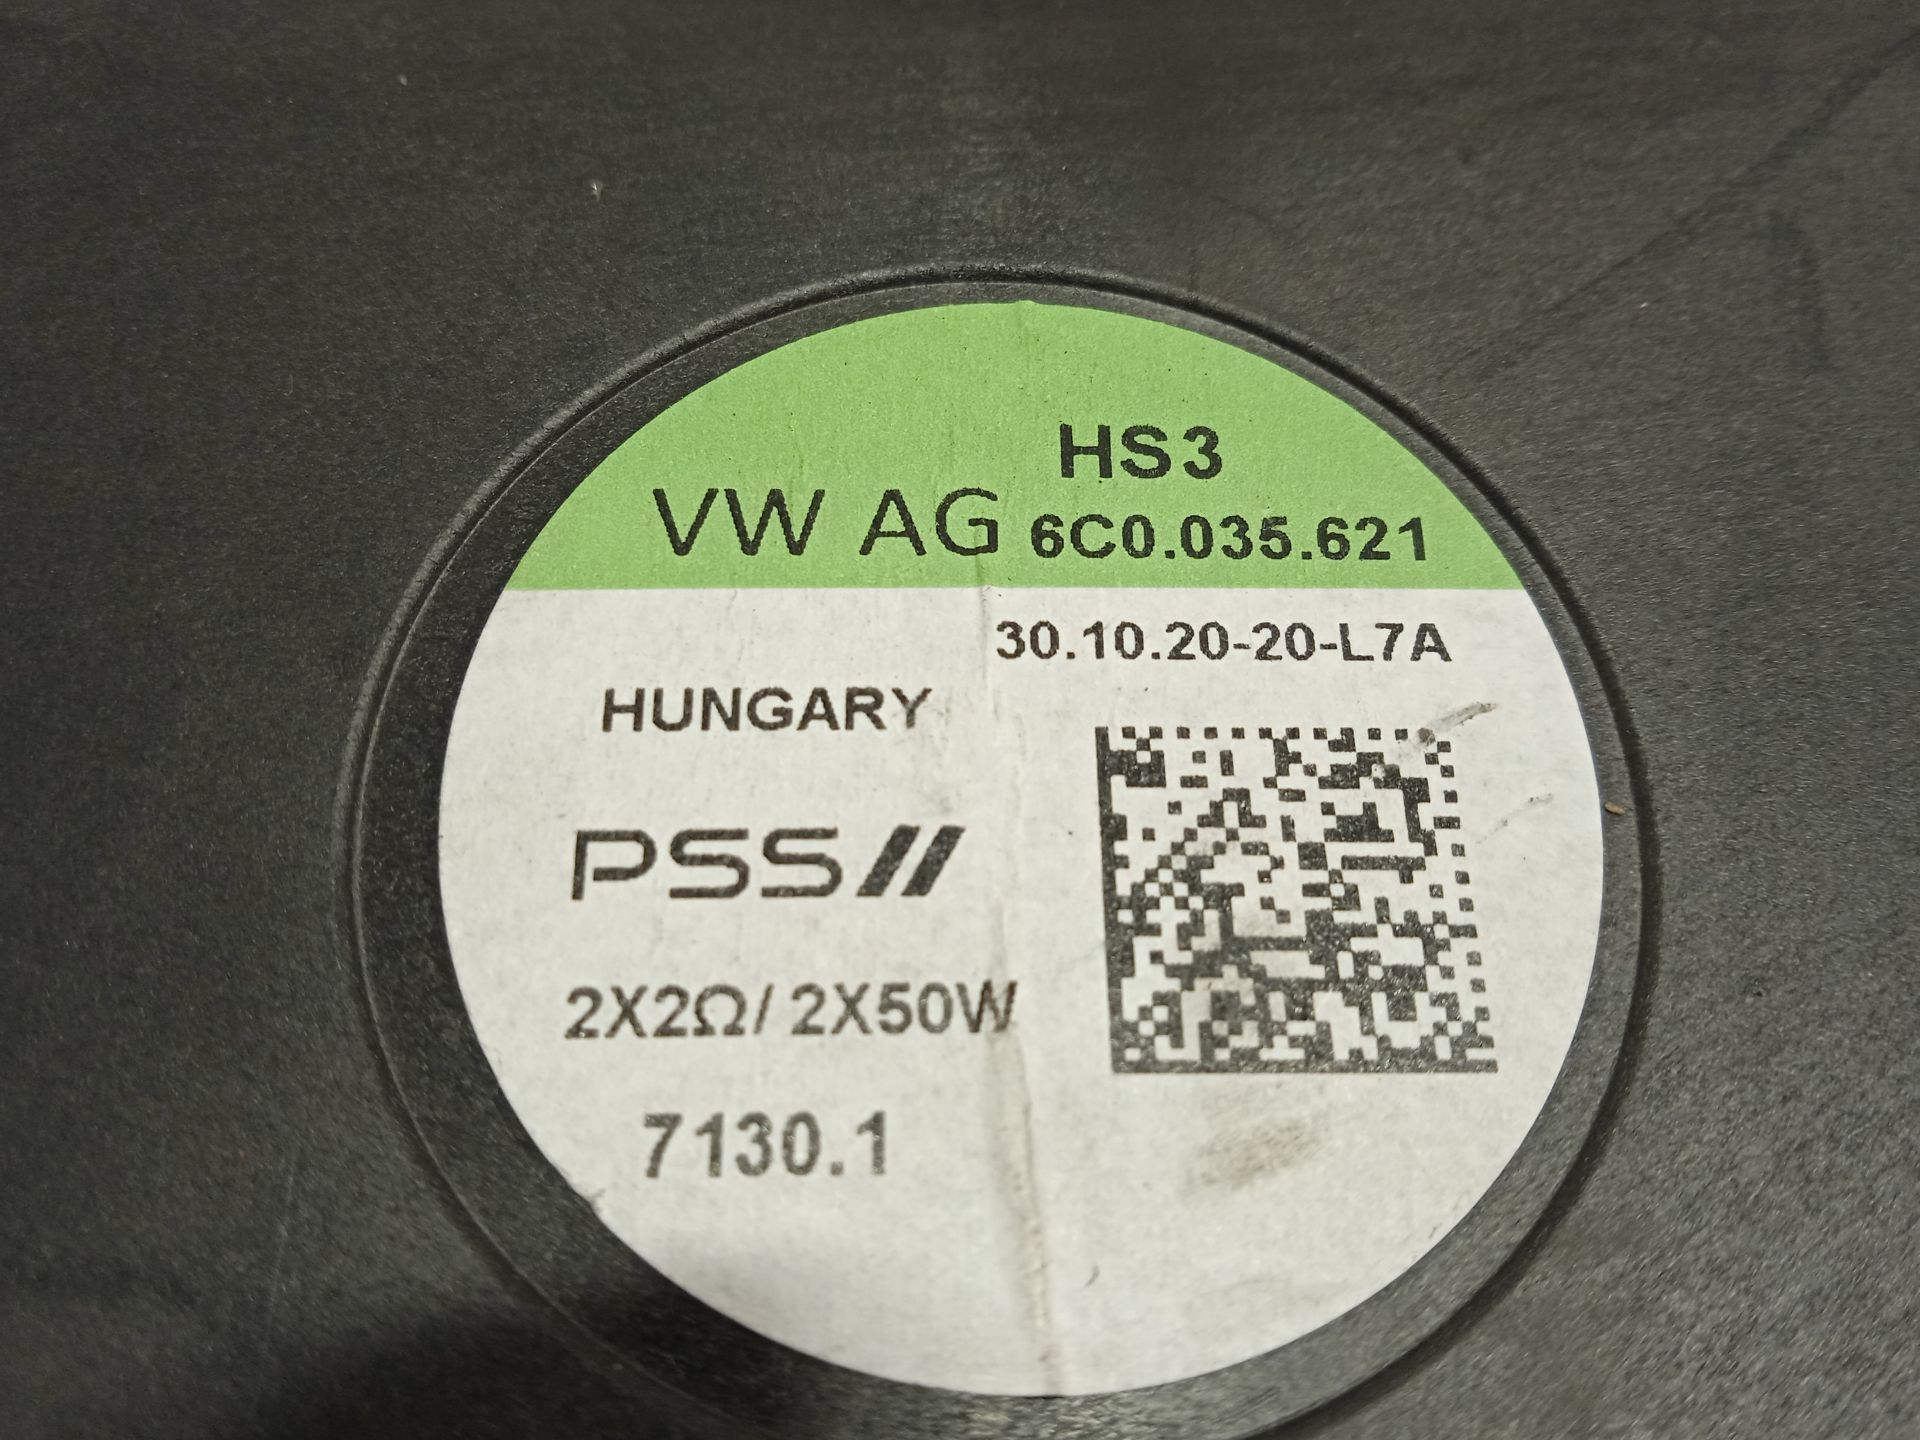 HS3
VW AG 6C0.035.621
30.10.20-20-L7A
HUNGARY
PSS
2X2Ω/ 2X50W
7130.1